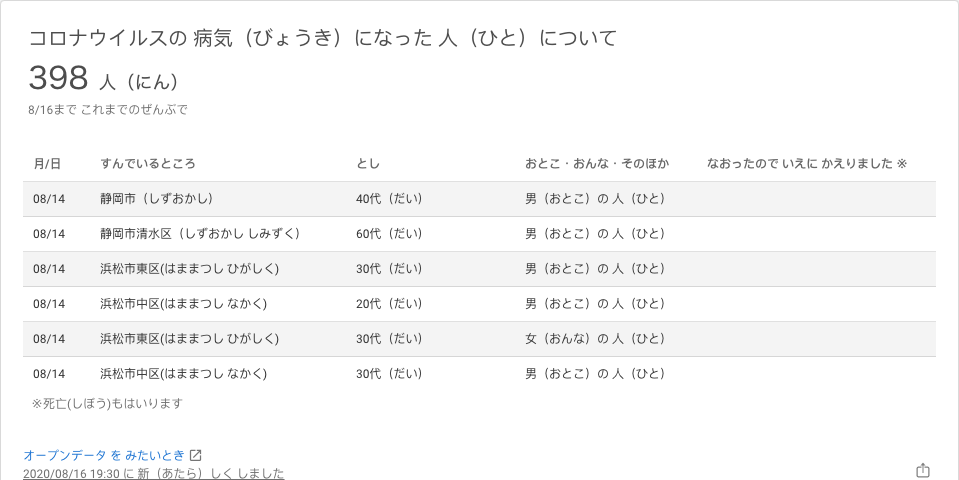 コロナウイルスの 病気（びょうき）になった 人（ひと）について
398 人（にん）
8/16まで これまでのぜんぶで
月/日 すんでいるところ とし おとこ・おんな・そのほか なおったので いえに かえりました ※
08/14 静岡市（しずおかし） 40代（だい） 男（おとこ）の 人（ひと）
08/14 静岡市清水区（しずおかし しみずく） 60代（だい） 男（おとこ）の 人（ひと）
08/14 浜松市東区(はままつし ひがしく) 30代（だい） 男（おとこ）の 人（ひと）
08/14 浜松市中区(はままつし なかく) 20代（だい） 男（おとこ）の 人（ひと）
08/14 浜松市東区(はままつし ひがしく) 30代（だい） 女（おんな）の 人（ひと）
08/14 浜松市中区(はままつし なかく) 30代（だい） 男（おとこ）の 人（ひと）
※死亡(しぼう)もはいります
オープンデータ を みたいとき
2020/08/16 19:30 に 新（あたら）しく しました